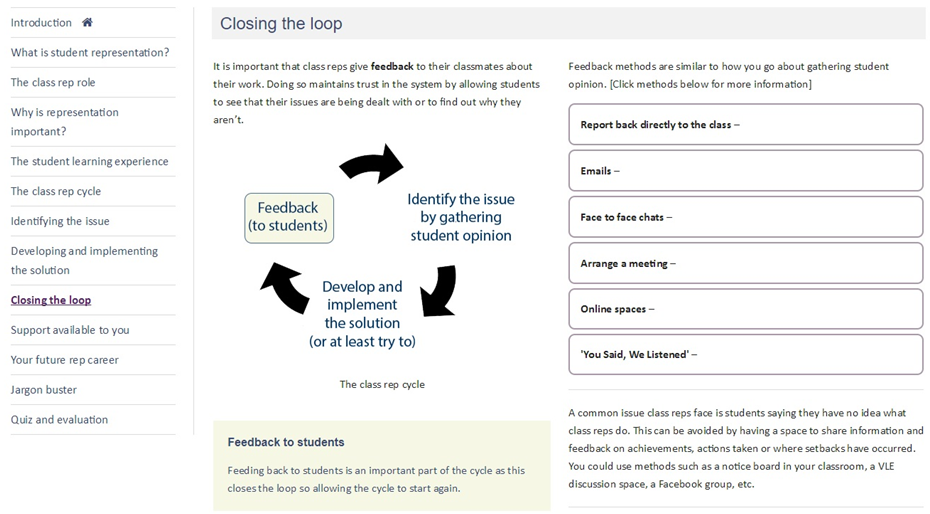 Introduction
What is student representation?
The class rep role
Why is representation
important?
The student learning experience
The class rep cycle
Identifying the issue
Developing and implementing
the solution
Closing the loop
Support available to you
Your future rep career
Jargon buster
Quiz and evaluation
Closing the loop
It is important that class reps give feedback to their classmates about
their work. Doing so maintains trust in the system by allowing students
to see that their issues are being dealt with or to find out why they
aren't.
Feedback
(to students)
Identify the issue
by gathering
student opinion
Develop and
implement
the solution
(or at least try to)
The class rep cycle
Feedback to students
Feeding back to students is an important part of the cycle as this
closes the loop so allowing the cycle to start again.
Feedback methods are similar to how you go about gathering student
opinion. [Click methods below for more information]
Report back directly to the class –
Emails –
Face to face chats –
Arrange a meeting –
Online spaces –
'You Said, We Listened' –
A common issue class reps face is students saying they have no idea what
class reps do. This can be avoided by having a space to share information and
feedback on achievements, actions taken or where setbacks have occurred.
You could use methods such as a notice board in your classroom, a VLE
discussion space, a Facebook group, etc.